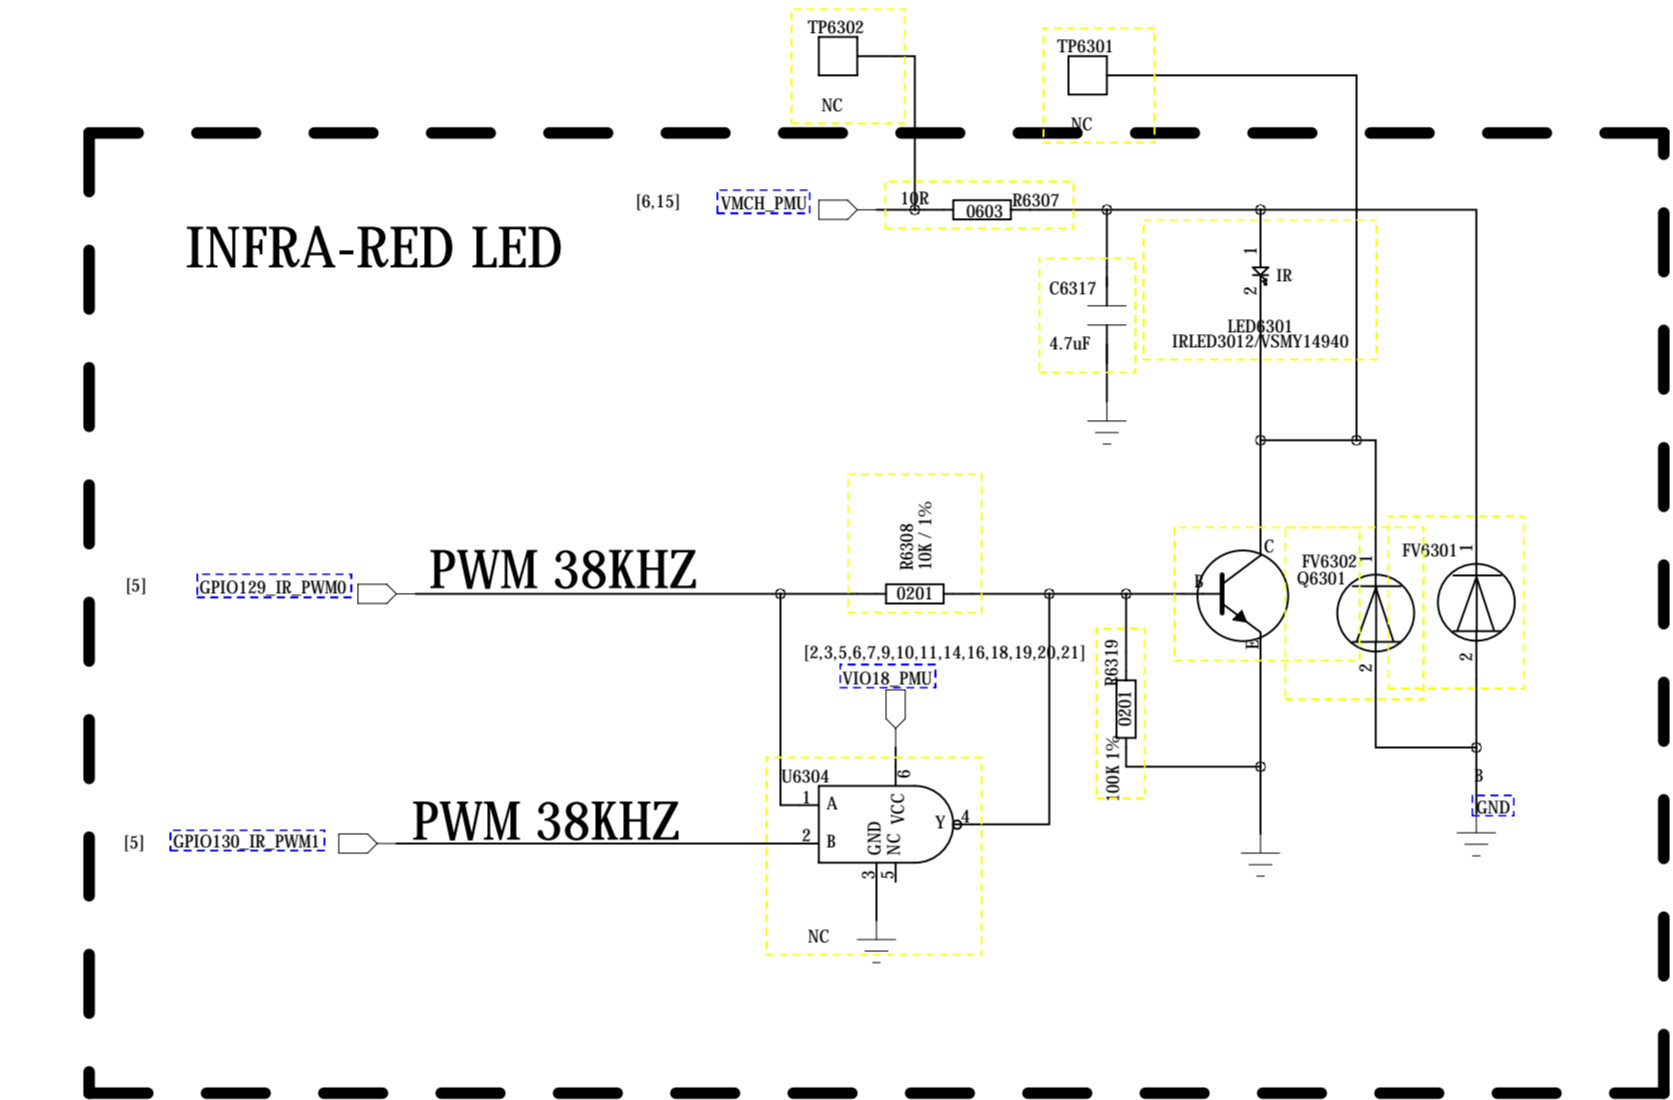 TP6302
TP6301
NC
NC
[6,15]
VMCH_PMU
10R
R6307
0603
INFRA-RED LED
1
IR
2
C6317
4.7uF
LED6301
IRLED3012/VSMY14940
R6308
10K / 1%
0201
PWM 38KHZ
[5]
GPIO129_IR_PWM0
C
B
E
FV6302
Q6301
1
2
FV6301
1
2
[2,3,5,6,7,9,10,11,14,16,18,19,20,21]
VIO18_PMU
R6319
0201
100K 1%
U6304
6
1
A
VCC
2
B
GND
NC
Y
4
3
5
NC
PWM 38KHZ
[5]
GPIO130_IR_PWM1
3
GND